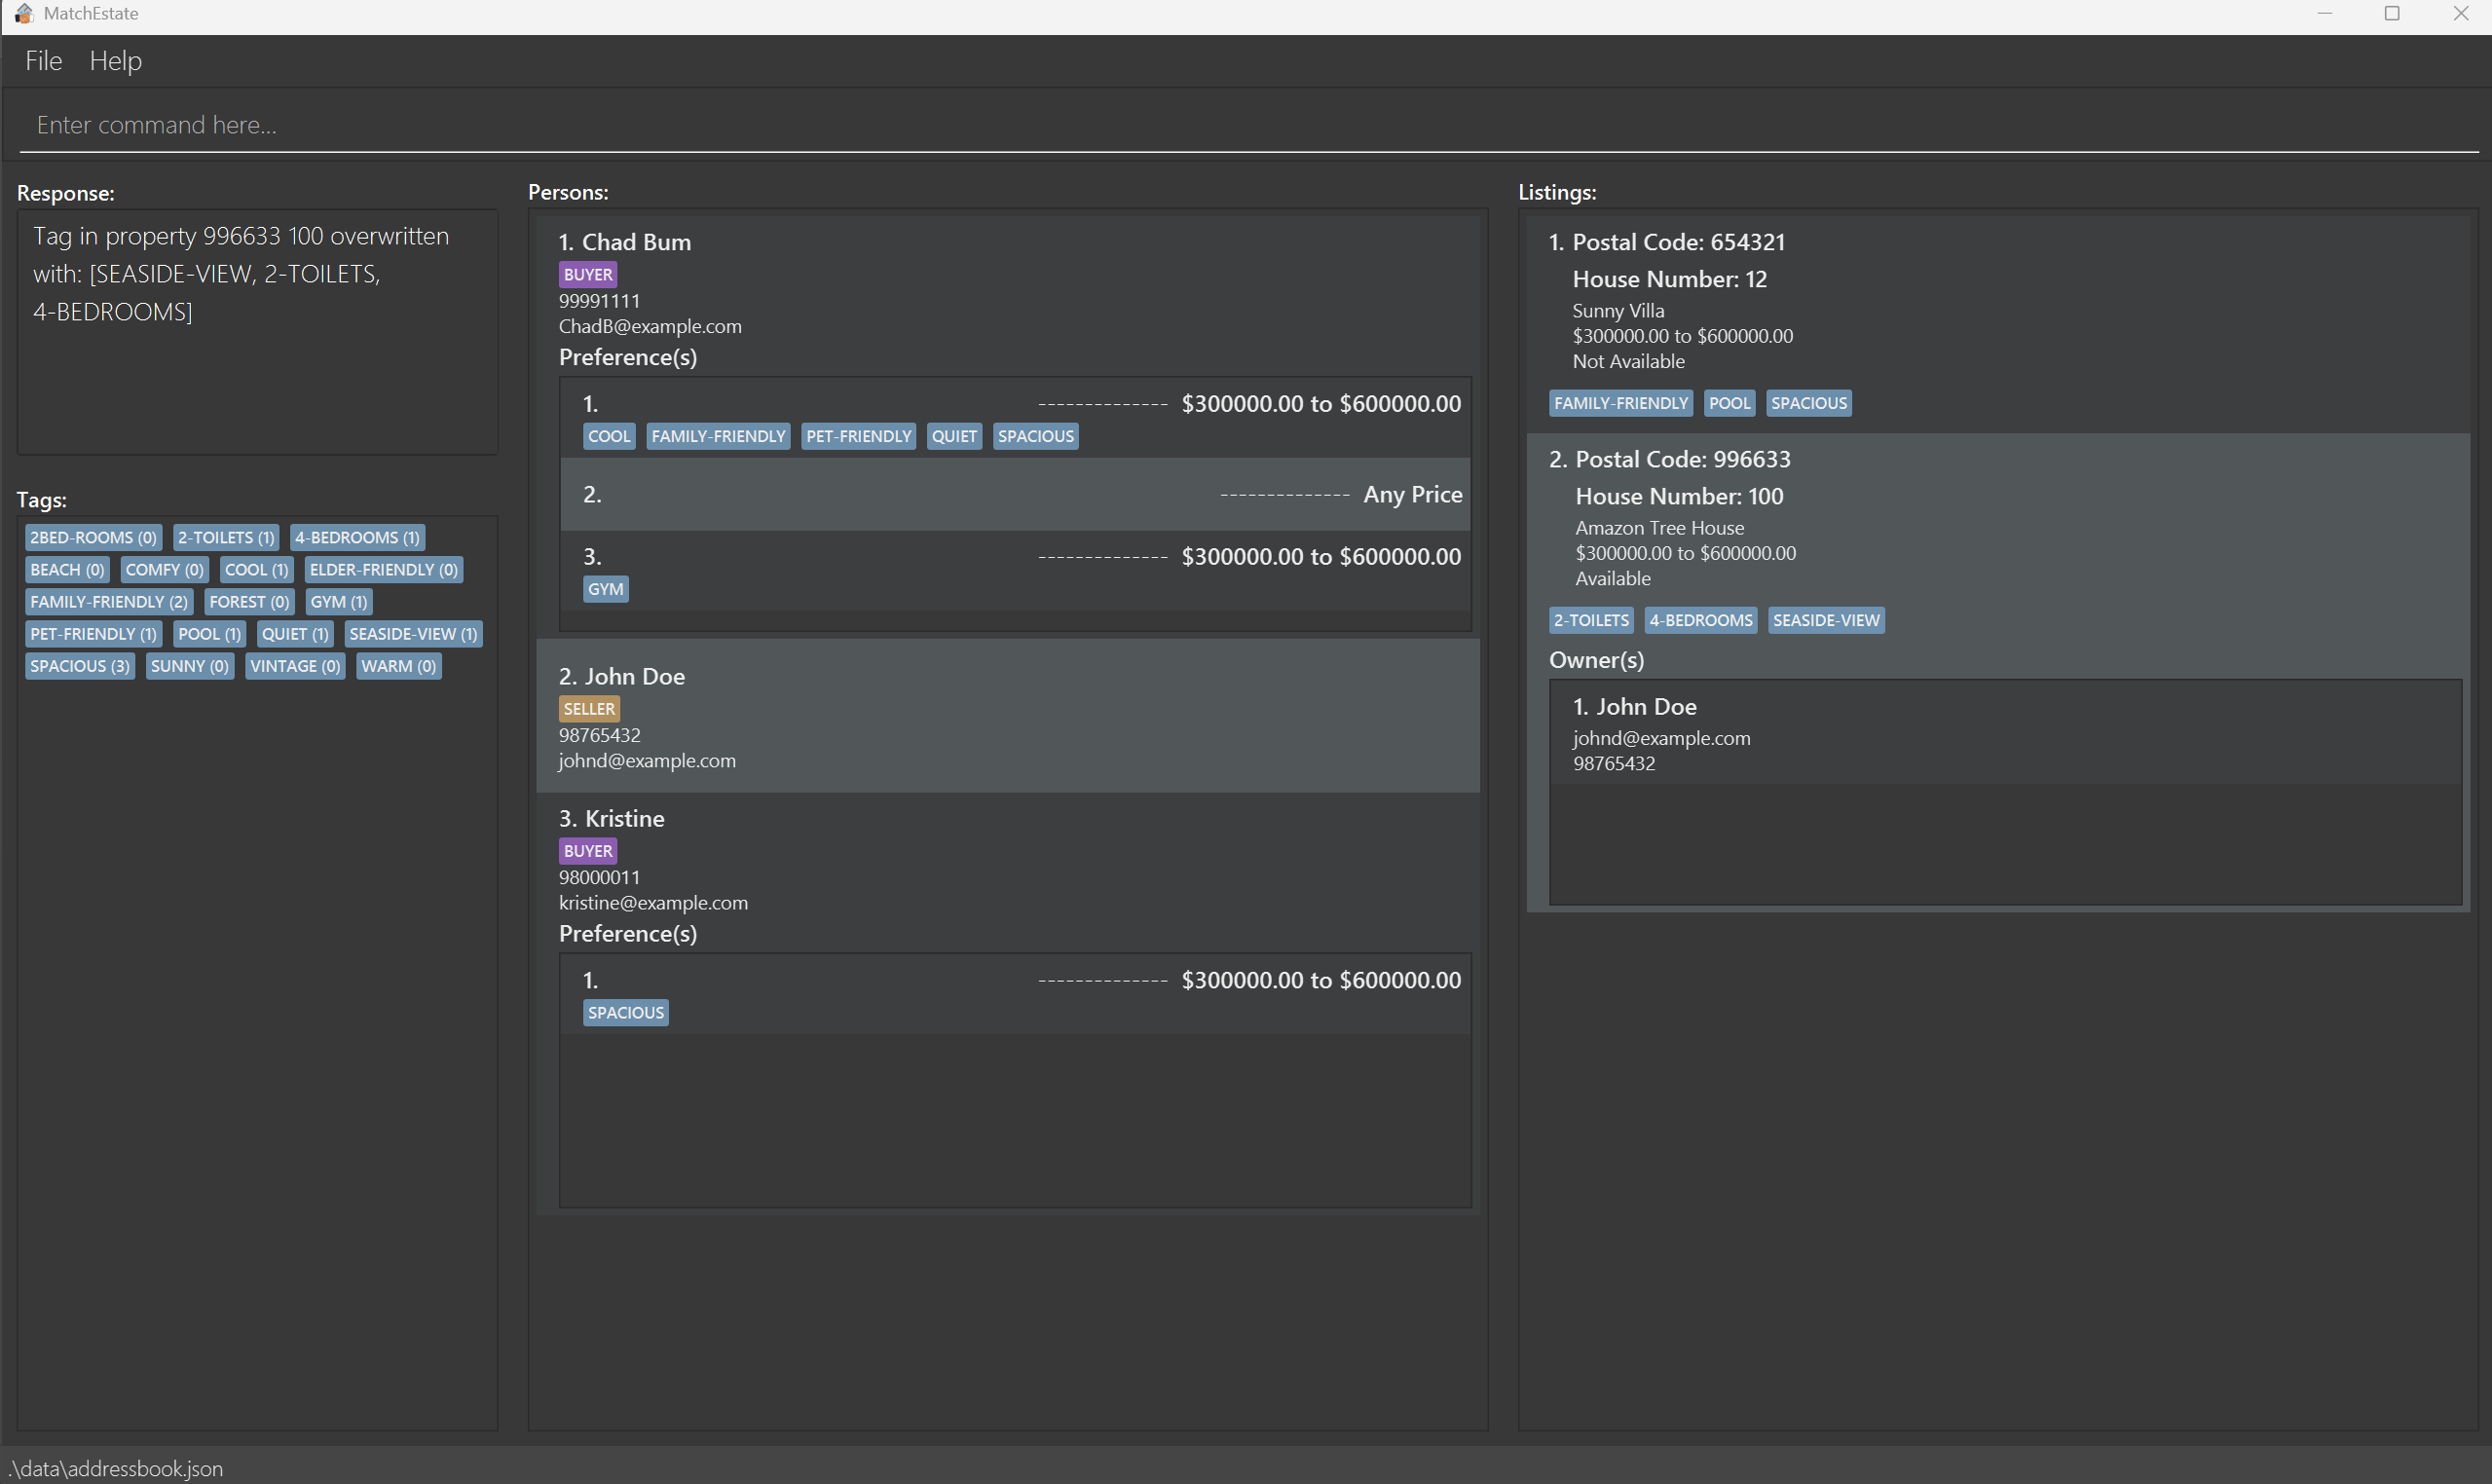 MatchEstate
File Help
Enter command here...
Response:
Tag in property 996633 100 overwritten
with: [SEASIDE-VIEW, 2-TOILETS,
4-BEDROOMS]
Tags:
2BED-ROOMS (0) 2-TOILETS (1) 4-BEDROOMS (1)
BEACH (0) COMFY (0) COOL (1) ELDER-FRIENDLY (0)
FAMILY-FRIENDLY (2) FOREST (0) GYM (1)
PET-FRIENDLY (1) POOL (1) QUIET (1) SEASIDE-VIEW (1)
SPACIOUS (3) SUNNY (0) VINTAGE (0) WARM (0)
Persons:
1. Chad Bum
BUYER
99991111
ChadB@example.com
Preference(s)
1. -------------- $300000.00 to $600000.00
COOL FAMILY-FRIENDLY PET-FRIENDLY QUIET SPACIOUS
2. -------------- Any Price
3. -------------- $300000.00 to $600000.00
GYM
2. John Doe
SELLER
98765432
johnd@example.com
3. Kristine
BUYER
98000011
kristine@example.com
Preference(s)
1. -------------- $300000.00 to $600000.00
SPACIOUS
Listings:
1. Postal Code: 654321
House Number: 12
Sunny Villa
$300000.00 to $600000.00
Not Available
FAMILY-FRIENDLY POOL SPACIOUS
2. Postal Code: 996633
House Number: 100
Amazon Tree House
$300000.00 to $600000.00
Available
2-TOILETS 4-BEDROOMS SEASIDE-VIEW
Owner(s)
1. John Doe
johnd@example.com
98765432
.\data\addressbook.json